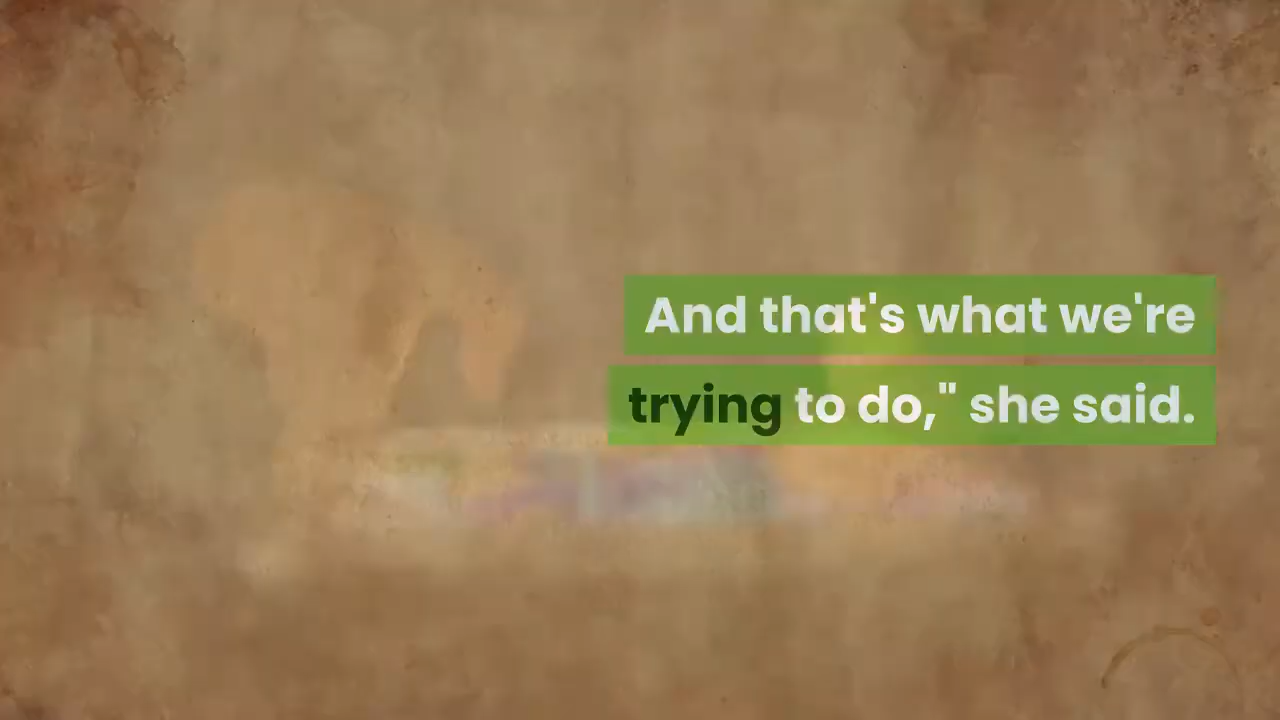 And that's what we're
trying to do," she said.